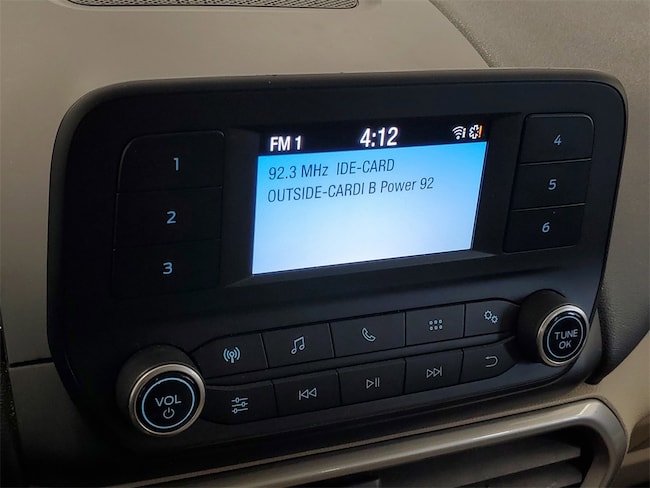 FM 1 4:12
92.3 MHz IDE-CARD
OUTSIDE-CARDI B Power 92
1
2
3
4
5
6
VOL
TUNE
OK